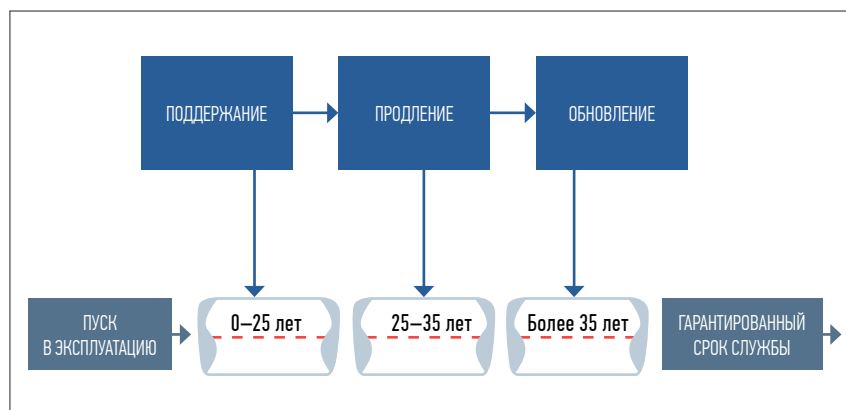 ПОДДЕРЖАНИЕ
ПРОДЛЕНИЕ
ОБНОВЛЕНИЕ
ПУСК
В ЭКСПЛУАТАЦИЮ
0–25 лет
25–35 лет
Более 35 лет
ГАРАНТИРОВАННЫЙ
СРОК СЛУЖБЫ